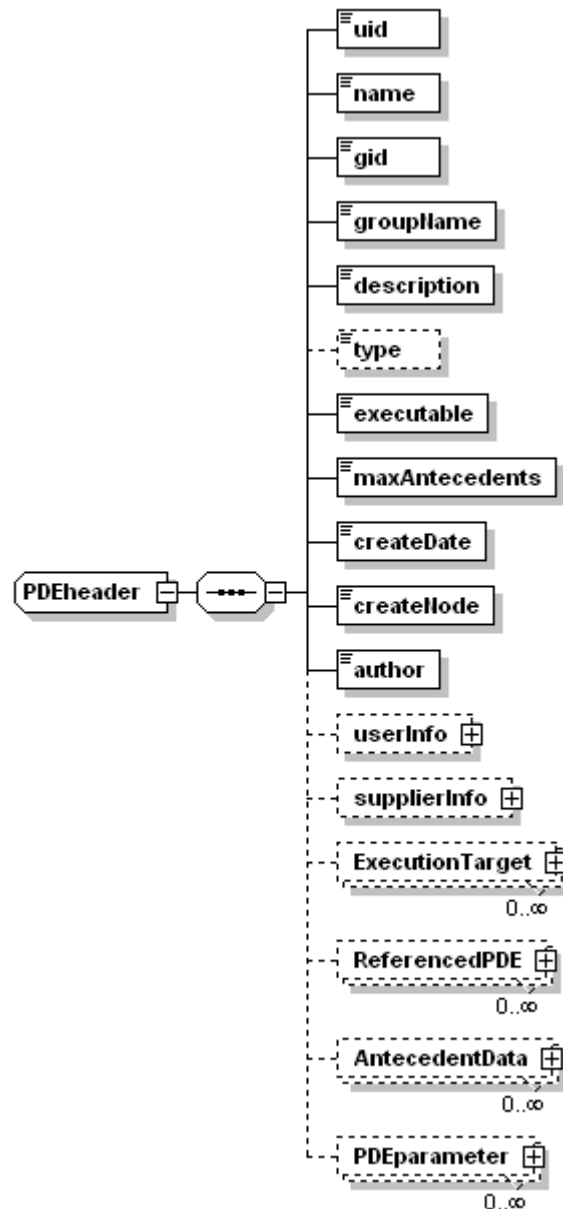 uid
name
gid
groupName
description
type
executable
maxAntecedents
createDate
PDEheader
createNode
author
userInfo
supplierInfo
ExecutionTarget
0..∞
ReferencedPDE
0..∞
AntecedentData
0..∞
PDEparameter
0..∞